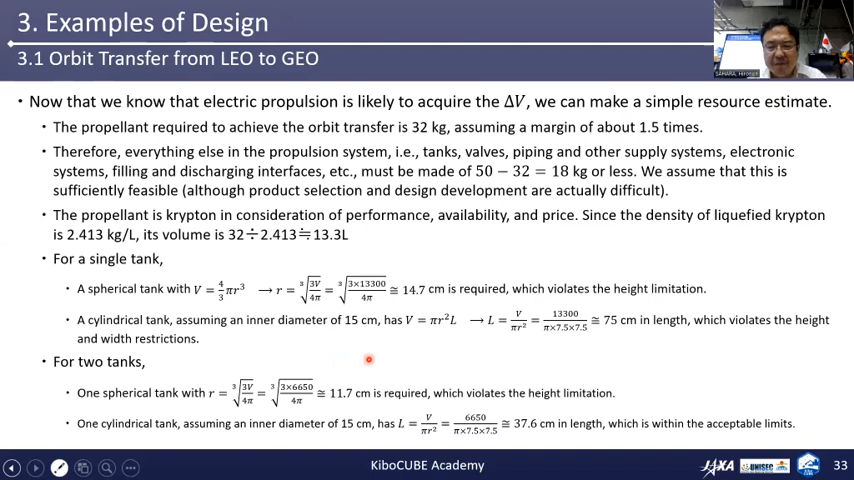 3. Examples of Design
3.1 Orbit Transfer from LEO to GEO
SAHARA, Hironori
• Now that we know that electric propulsion is likely to acquire the ΔV, we can make a simple resource estimate.
• The propellant required to achieve the orbit transfer is 32 kg, assuming a margin of about 1.5 times.
• Therefore, everything else in the propulsion system, i.e., tanks, valves, piping and other supply systems, electronic
systems, filling and discharging interfaces, etc., must be made of 50 − 32 = 18 kg or less. We assume that this is
sufficiently feasible (although product selection and design development are actually difficult).
• The propellant is krypton in consideration of performance, availability, and price. Since the density of liquefied krypton
is 2.413 kg/L, its volume is 32÷2.413≒13.3L
• For a single tank,
• A spherical tank with V = 4/3 πr³ → r = ∛(3V/4π) = ∛(3×13300/4π) ≅ 14.7 cm is required, which violates the height limitation.
• A cylindrical tank, assuming an inner diameter of 15 cm, has V = πr²L → L = V/πr² = 13300/π×7.5×7.5 ≅ 75 cm in length, which violates the height
and width restrictions.
• For two tanks,
• One spherical tank with r = ∛(3V/4π) = ∛(3×6650/4π) ≅ 11.7 cm is required, which violates the height limitation.
• One cylindrical tank, assuming an inner diameter of 15 cm, has L = V/πr² = 6650/π×7.5×7.5 ≅ 37.6 cm in length, which is within the acceptable limits.
KiboCUBE Academy
JAXA
UNISEC
33